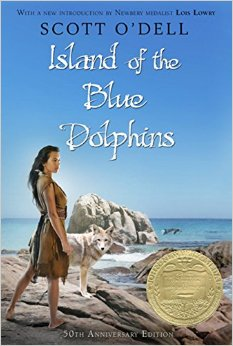 WITH A NEW INTRODUCTION BY NEWBERY MEDALIST LOIS LOWRY
SCOTT O'DELL
Island of the
Blue
Dolphins
50TH ANNIVERSARY EDITION